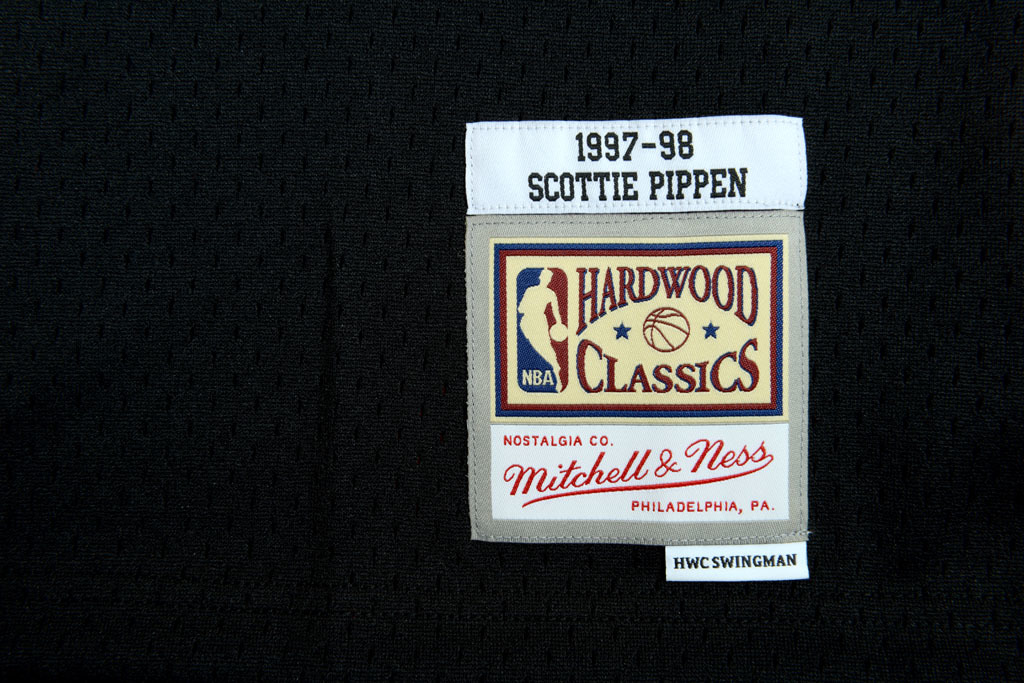 1997-98
SCOTTIE PIPPEN
HARDWOOD
NBA
CLASSICS
NOSTALGIA CO.
Mitchell & Ness
PHILADELPHIA, PA.
HWC SWINGMAN